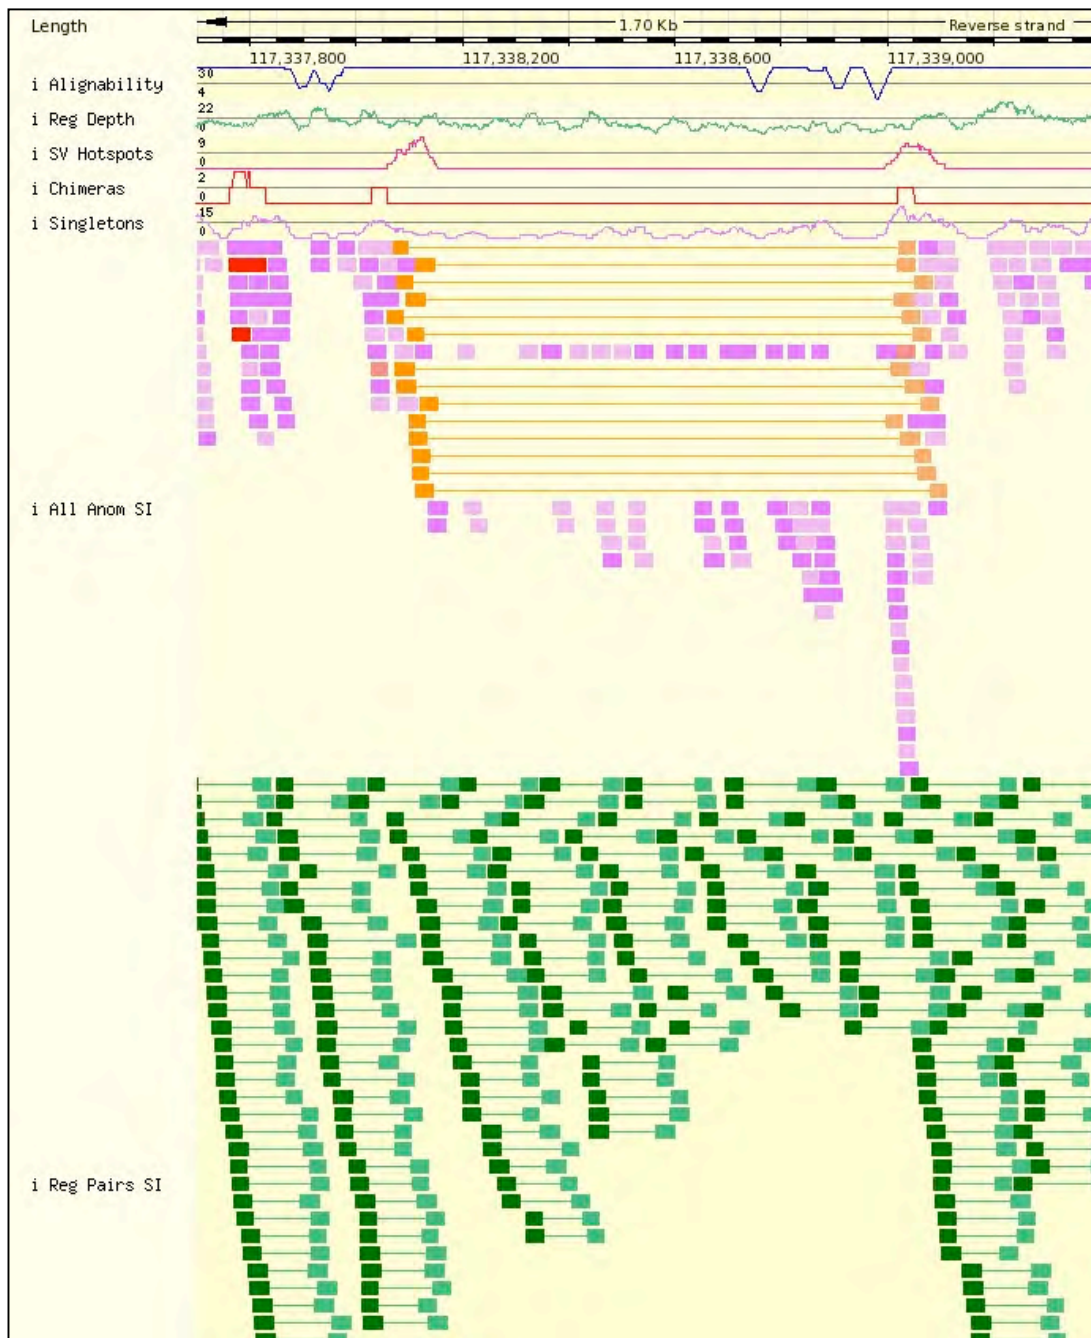 Length 1.70 Kb Reverse strand
117,337,800 117,338,200 117,338,600 117,339,000
30
i Alignability
4
22
i Reg Depth
0
9
i SV Hotspots
0
2
i Chimeras
0
15
i Singletons
0
i All Anom SI
i Reg Pairs SI